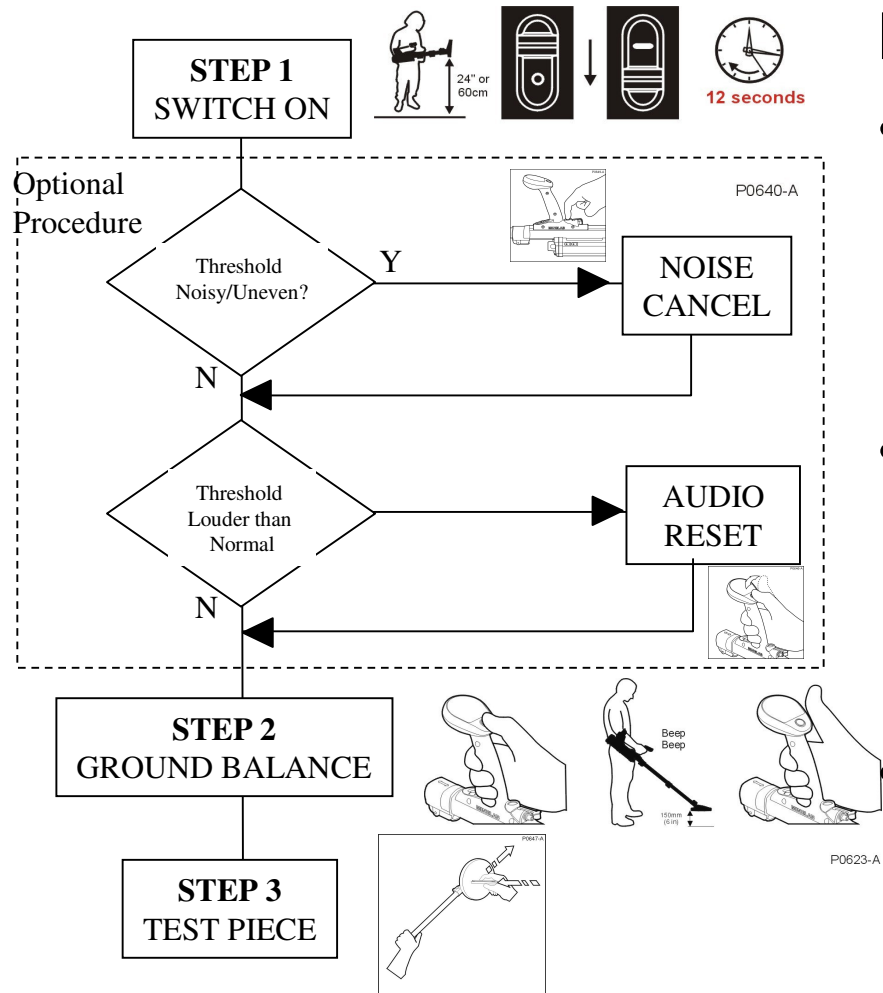 STEP 1
SWITCH ON
24" or
60cm
12 seconds
Optional
Procedure
P0640-A
Threshold
Noisy/Uneven?
Y
NOISE
CANCEL
N
Threshold
Louder than
Normal
AUDIO
RESET
N
STEP 2
GROUND BALANCE
Beep
Beep
150mm
(6 in)
P0623-A
STEP 3
TEST PIECE
P0647-A